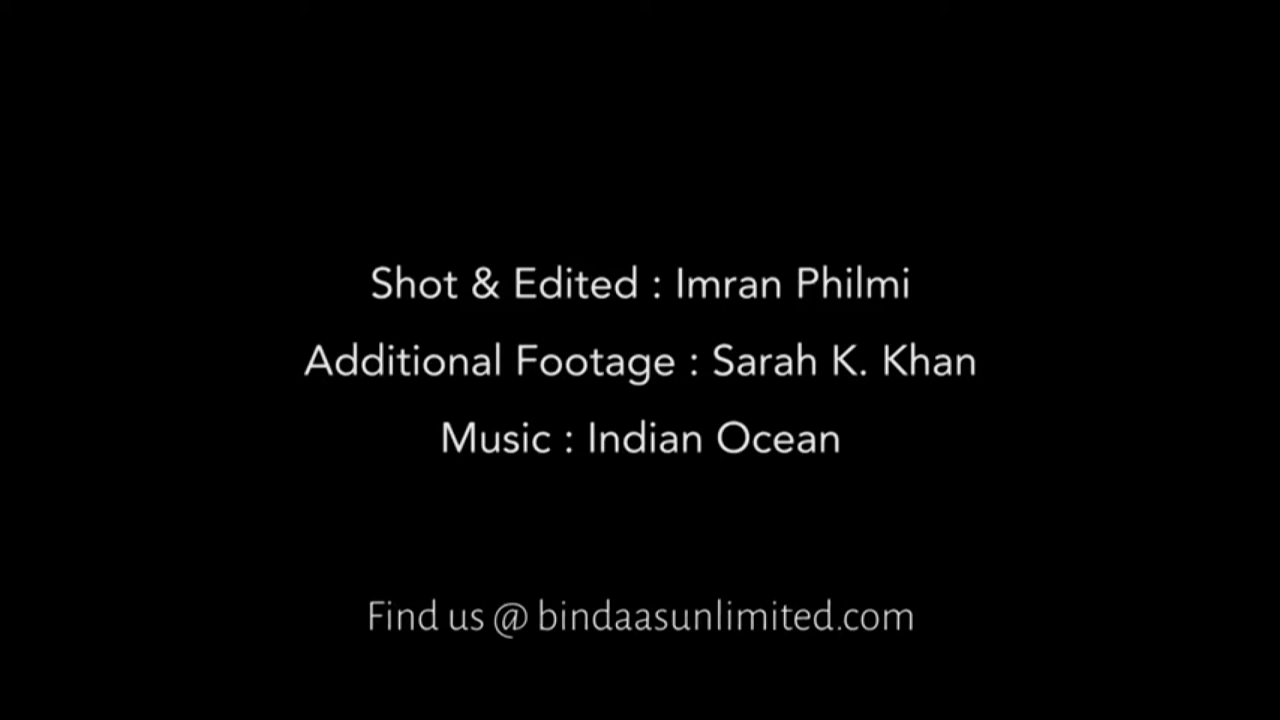 Shot & Edited : Imran Philmi
Additional Footage : Sarah K. Khan
Music : Indian Ocean
Find us @ bindaasunlimited.com